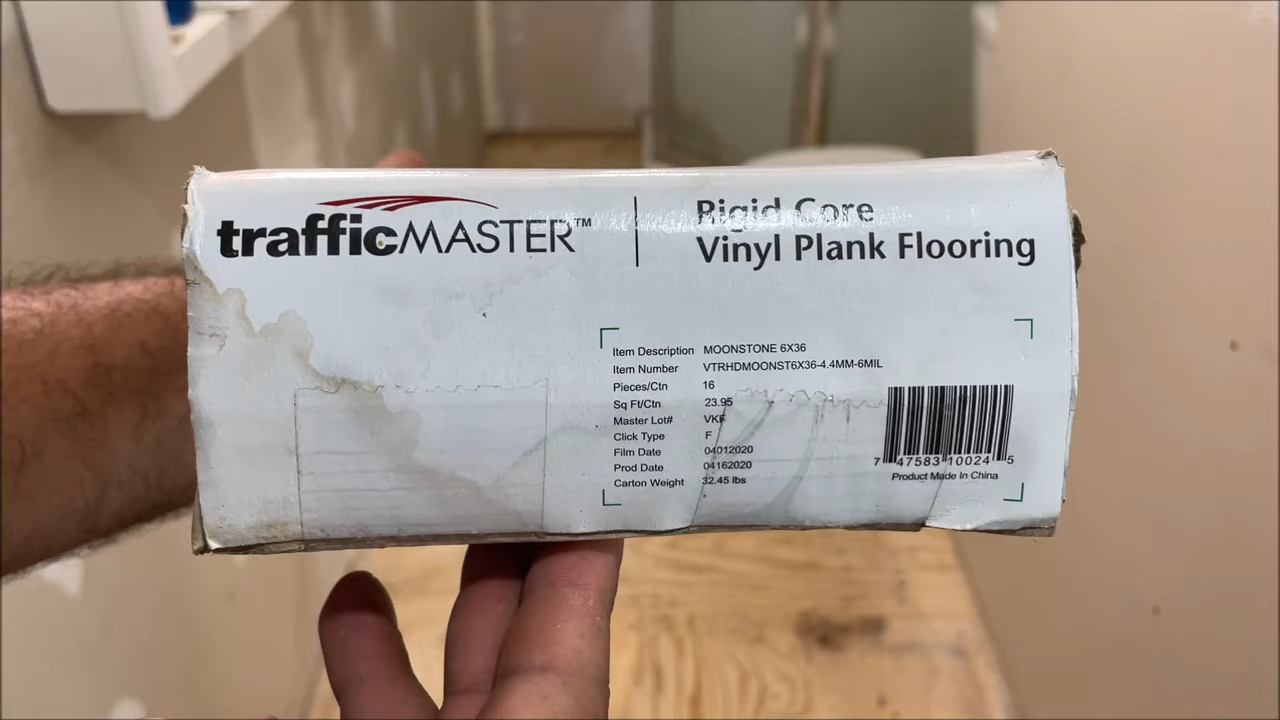 trafficMASTER™
Rigid Core
Vinyl Plank Flooring
Item Description MOONSTONE 6X36
Item Number VTRHDMOONST6X36-4.4MM-6MIL
Pieces/Ctn 16
Sq Ft/Ctn 23.95
Master Lot# VKF
Click Type F
Film Date 04012020
Prod Date 04162020
Carton Weight 32.45 lbs
7 47583 10024 5
Product Made In China